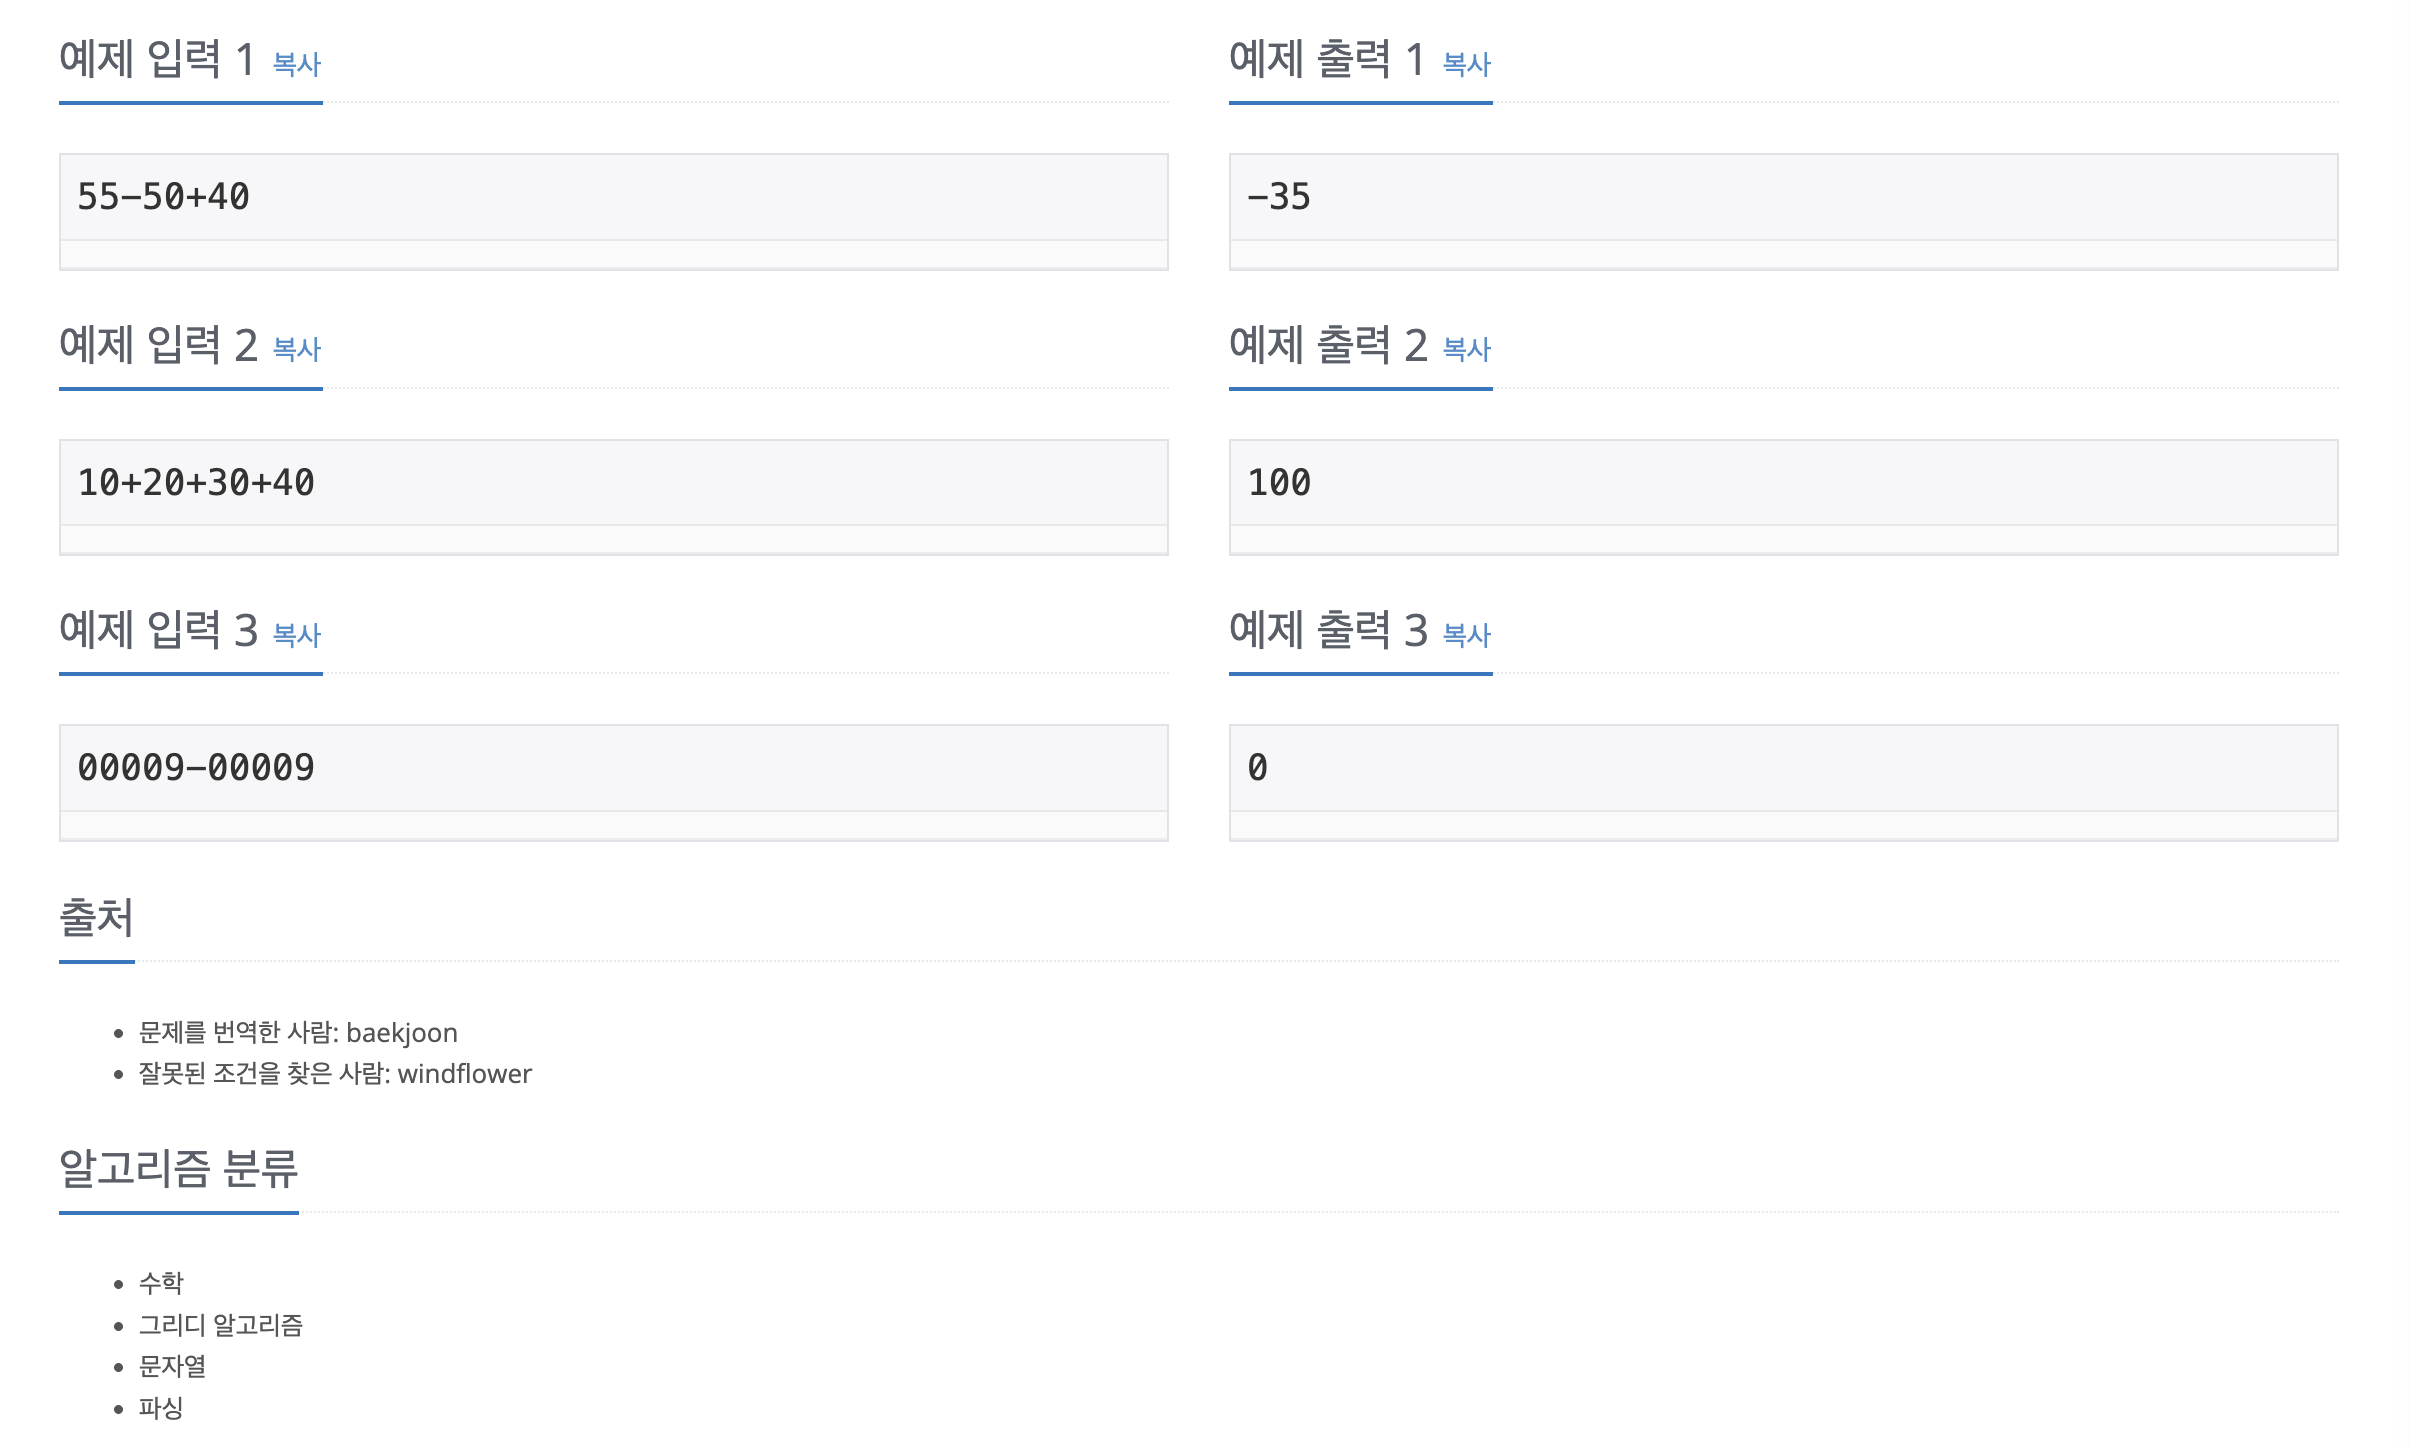 예제 입력 1 복사
예제 출력 1 복사
55-50+40
-35
예제 입력 2 복사
예제 출력 2 복사
10+20+30+40
100
예제 입력 3 복사
예제 출력 3 복사
00009-00009
0
출처
문제를 번역한 사람: baekjoon
잘못된 조건을 찾은 사람: windflower
알고리즘 분류
수학
그리디 알고리즘
문자열
파싱